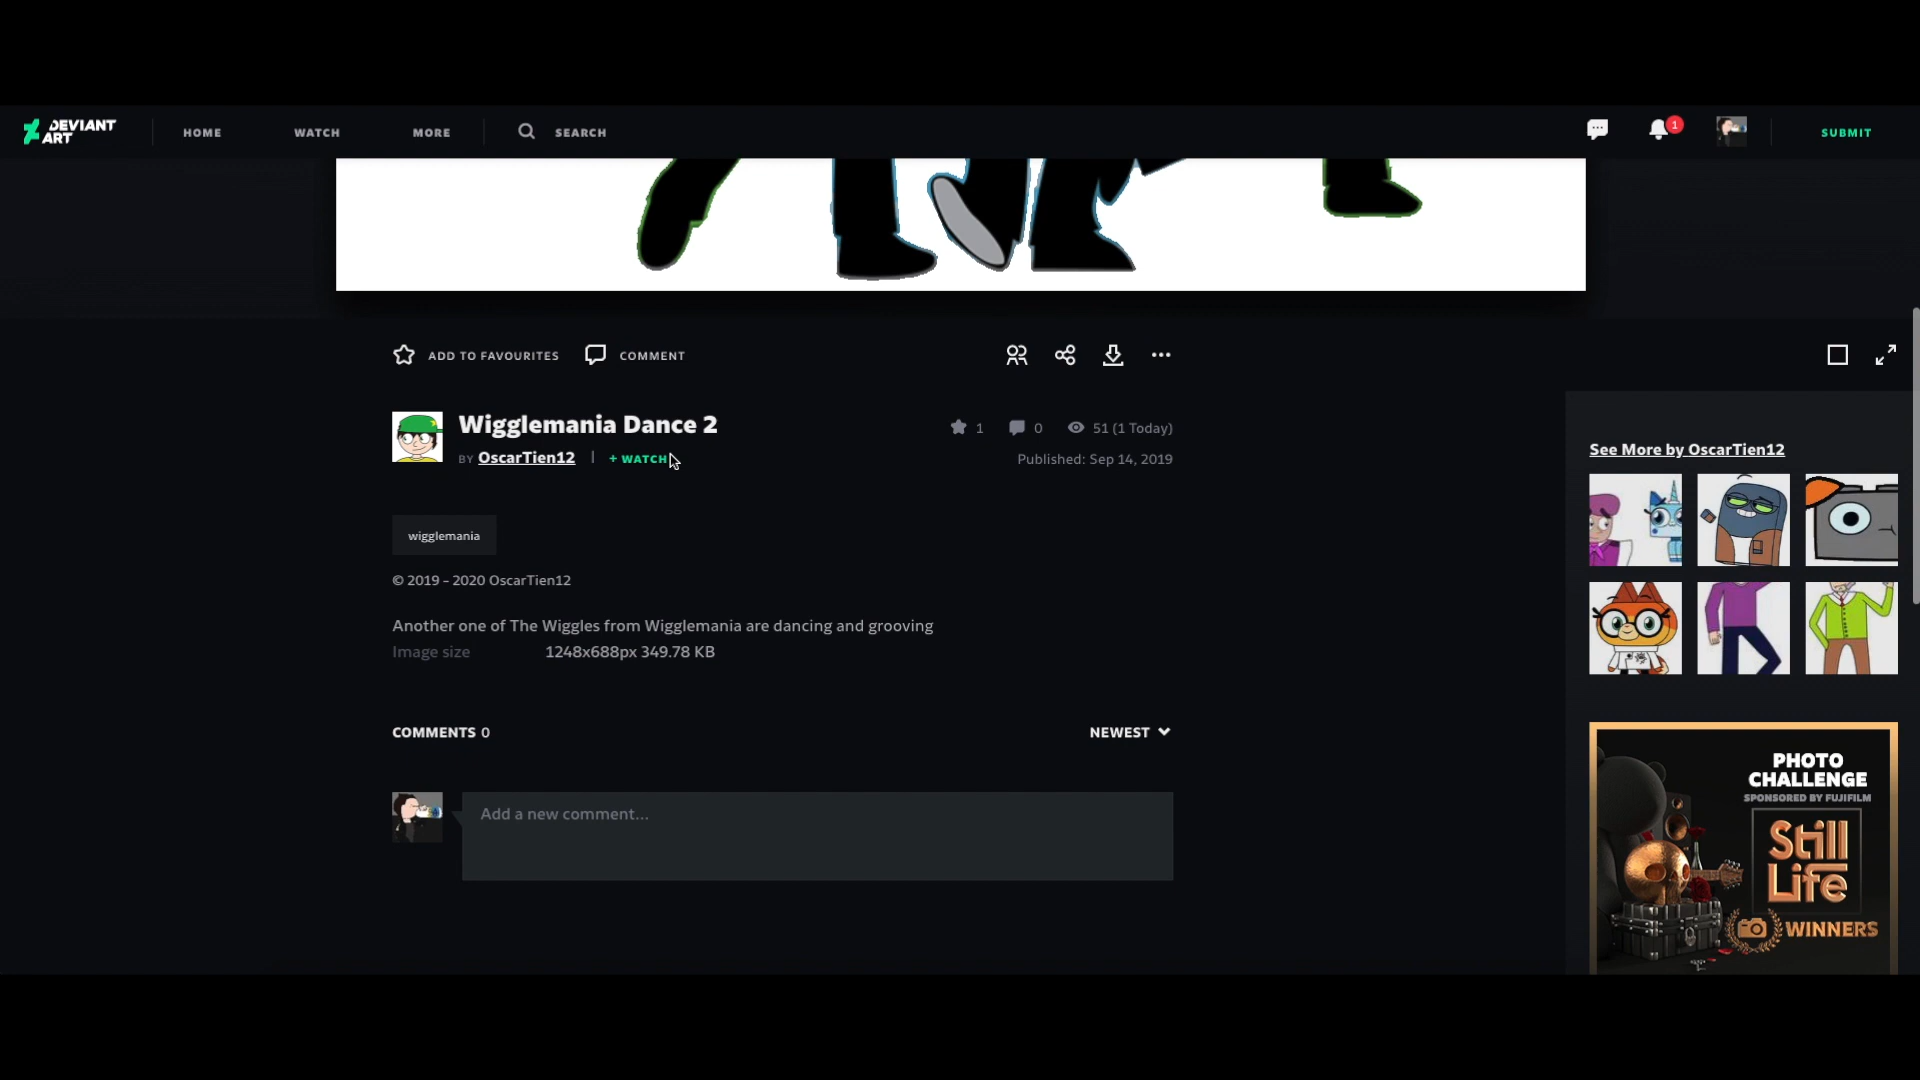 DEVIANT
ART
HOME
WATCH
MORE
SEARCH
1
SUBMIT
ADD TO FAVOURITES
COMMENT
Wigglemania Dance 2
BY OscarTien12 | + WATCH
1
0
51 (1 Today)
Published: Sep 14, 2019
wigglemania
© 2019 - 2020 OscarTien12
Another one of The Wiggles from Wigglemania are dancing and grooving
Image size 1248x688px 349.78 KB
COMMENTS 0
NEWEST
Add a new comment...
See More by OscarTien12
PHOTO
CHALLENGE
SPONSORED BY FUJIFILM
Still
Life
WINNERS